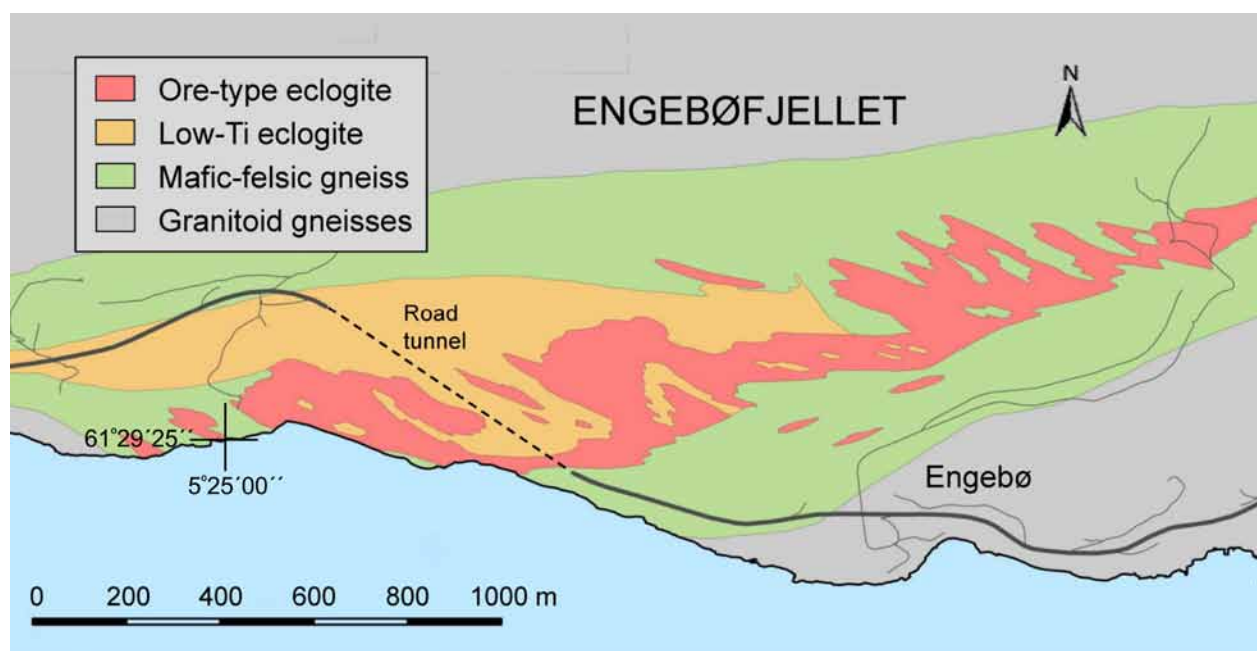 ENGEBØFJELLET
N
Ore-type eclogite
Low-Ti eclogite
Mafic-felsic gneiss
Granitoid gneisses
Road
tunnel
61°29´25´´
5°25´00´´
Engebø
0 200 400 600 800 1000 m